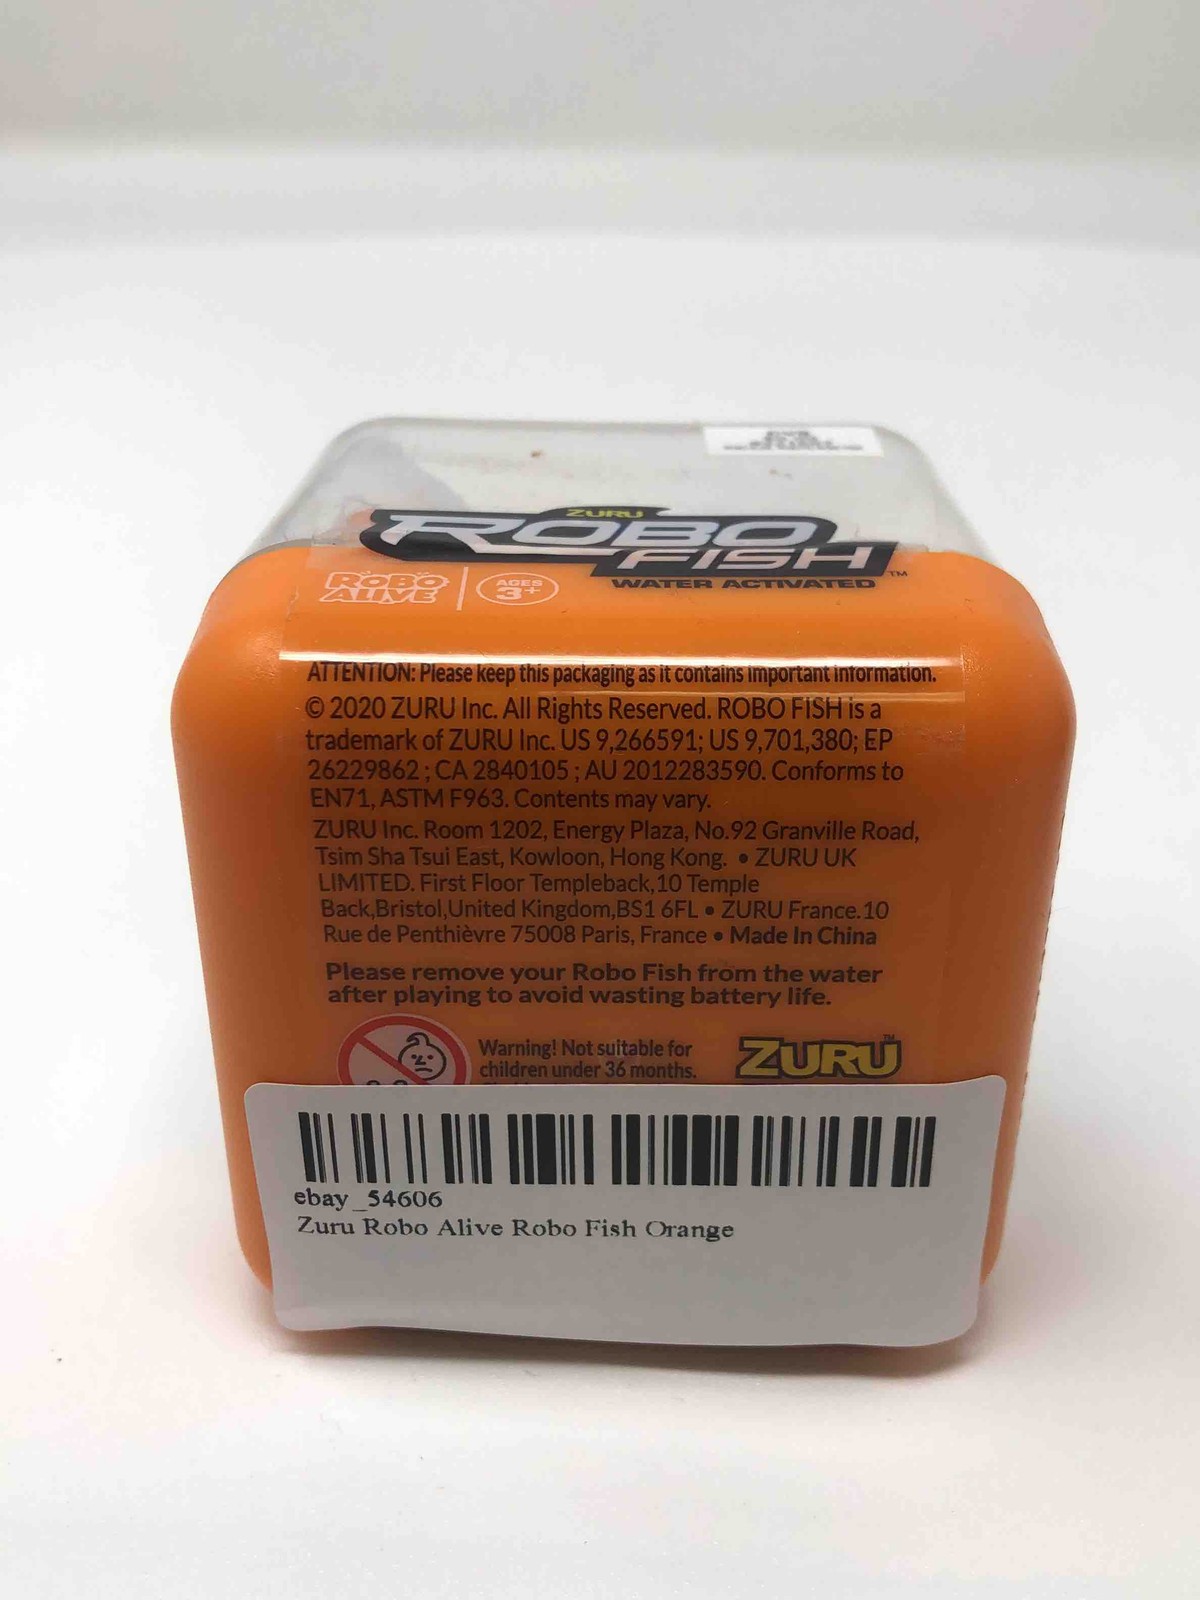 ZURU
ROBO
FISH™
WATER ACTIVATED
ROBO
ALIVE
AGES
3+
ATTENTION: Please keep this packaging as it contains important information.
© 2020 ZURU Inc. All Rights Reserved. ROBO FISH is a
trademark of ZURU Inc. US 9,266591; US 9,701,380; EP
26229862 ; CA 2840105 ; AU 2012283590. Conforms to
EN71, ASTM F963. Contents may vary.
ZURU Inc. Room 1202, Energy Plaza, No.92 Granville Road,
Tsim Sha Tsui East, Kowloon, Hong Kong. • ZURU UK
LIMITED. First Floor Templeback,10 Temple
Back,Bristol,United Kingdom,BS1 6FL • ZURU France.10
Rue de Penthièvre 75008 Paris, France • Made In China
Please remove your Robo Fish from the water
after playing to avoid wasting battery life.
Warning! Not suitable for
children under 36 months.
ZURU™
ebay_54606
Zuru Robo Alive Robo Fish Orange